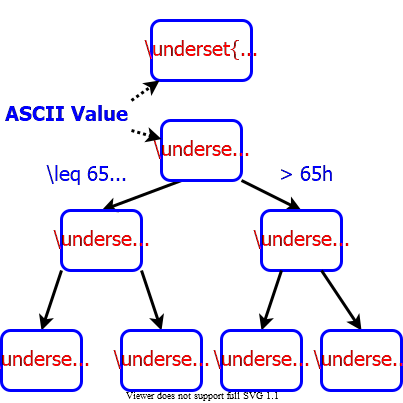 \underset{...
ASCII Value
\underse...
\leq 65...
> 65h
\underse...
\underse...
\underse...
\underse...
\underse...
\underse...
Viewer does not support full SVG 1.1